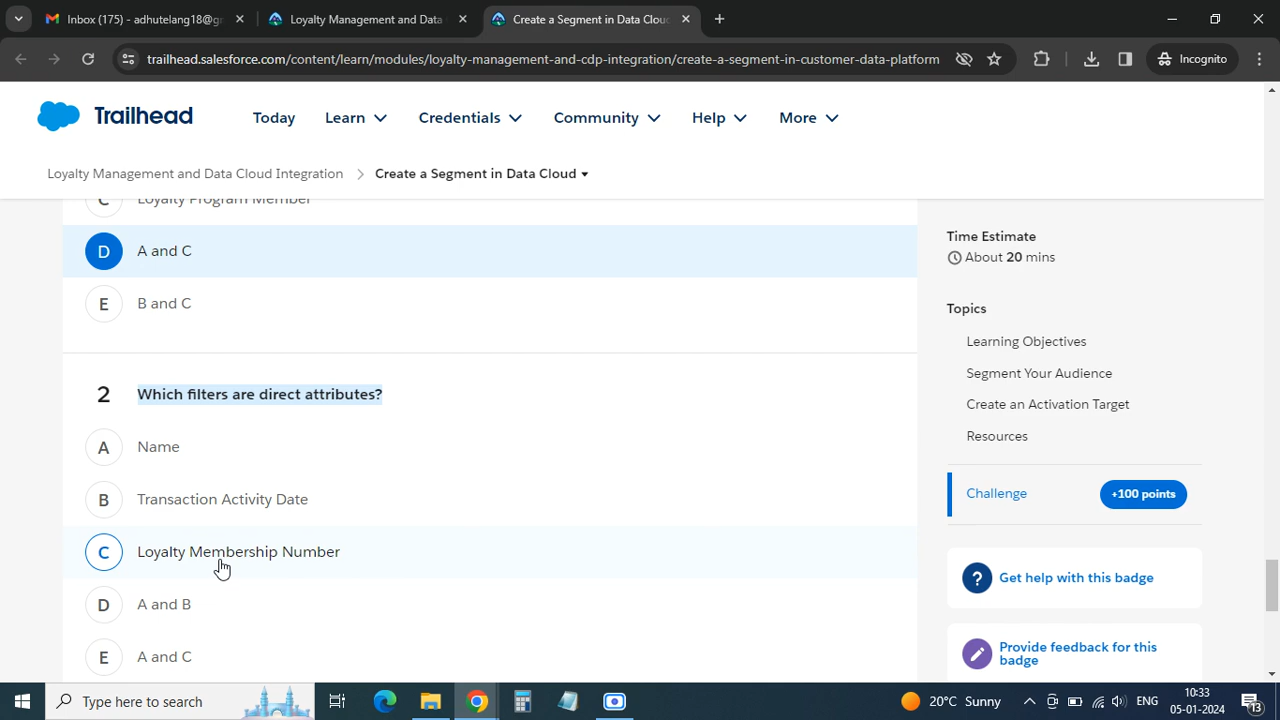 Inbox (175) - adhutelang18@gr
Loyalty Management and Data
Create a Segment in Data Clou
trailhead.salesforce.com/content/learn/modules/loyalty-management-and-cdp-integration/create-a-segment-in-customer-data-platform
Incognito
Trailhead
Today
Learn
Credentials
Community
Help
More
Loyalty Management and Data Cloud Integration
Create a Segment in Data Cloud
C Loyalty Program Member
D A and C
E B and C
2 Which filters are direct attributes?
A Name
B Transaction Activity Date
C Loyalty Membership Number
D A and B
E A and C
Time Estimate
About 20 mins
Topics
Learning Objectives
Segment Your Audience
Create an Activation Target
Resources
Challenge
+100 points
? Get help with this badge
Provide feedback for this
badge
Type here to search
20°C Sunny
ENG
10:33
05-01-2024
13